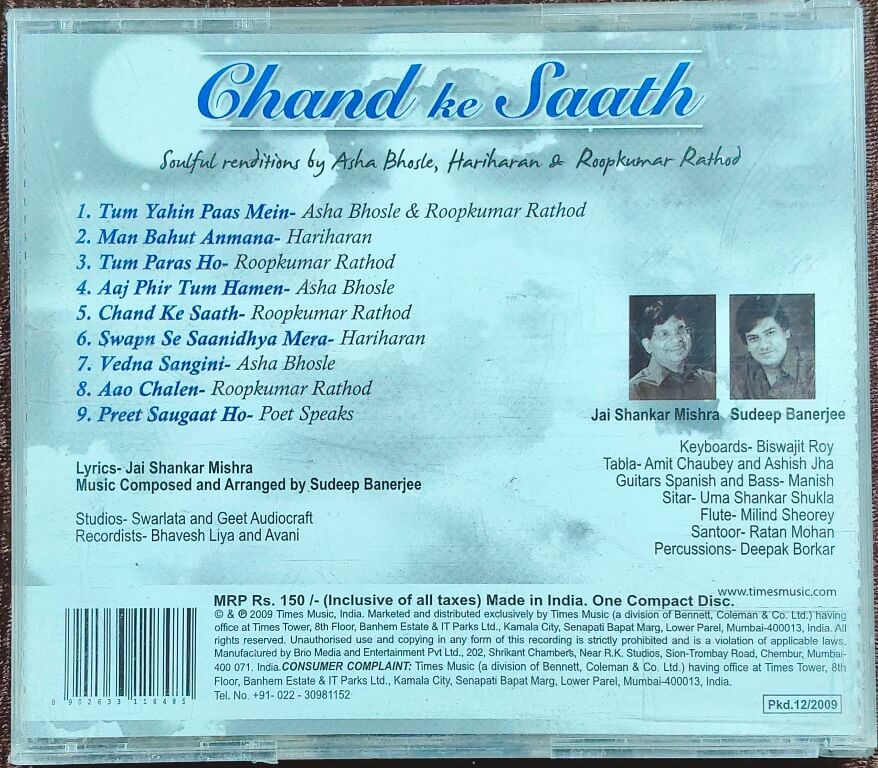 Chand ke Saath
Soulful renditions by Asha Bhosle, Hariharan & Roopkumar Rathod
1. Tum Yahin Paas Mein- Asha Bhosle & Roopkumar Rathod
2. Man Bahut Anmana- Hariharan
3. Tum Paras Ho- Roopkumar Rathod
4. Aaj Phir Tum Hamen- Asha Bhosle
5. Chand Ke Saath- Roopkumar Rathod
6. Swapn Se Saanidhya Mera- Hariharan
7. Vedna Sangini- Asha Bhosle
8. Aao Chalen- Roopkumar Rathod
9. Preet Saugaat Ho- Poet Speaks
Jai Shankar Mishra Sudeep Banerjee
Lyrics- Jai Shankar Mishra
Music Composed and Arranged by Sudeep Banerjee
Studios- Swarlata and Geet Audiocraft
Recordists- Bhavesh Liya and Avani
Keyboards- Biswajit Roy
Tabla- Amit Chaubey and Ashish Jha
Guitars Spanish and Bass- Manish
Sitar- Uma Shankar Shukla
Flute- Milind Sheorey
Santoor- Ratan Mohan
Percussions- Deepak Borkar
www.timesmusic.com
MRP Rs. 150 /- (Inclusive of all taxes) Made in India. One Compact Disc.
© & ℗ 2009 Times Music, India. Marketed and distributed exclusively by Times Music (a division of Bennett, Coleman & Co. Ltd.) having
office at Times Tower, 8th Floor, Banhem Estate & IT Parks Ltd., Kamala City, Senapati Bapat Marg, Lower Parel, Mumbai-400013, India. All
rights reserved. Unauthorised use and copying in any form of this recording is strictly prohibited and is a violation of applicable laws.
Manufactured by Brio Media and Entertainment Pvt Ltd., 202, Shrikant Chambers, Near R.K. Studios, Sion-Trombay Road, Chembur, Mumbai-
400 071. India. CONSUMER COMPLAINT: Times Music (a division of Bennett, Coleman & Co. Ltd.) having office at Times Tower, 8th
Floor, Banhem Estate & IT Parks Ltd., Kamala City, Senapati Bapat Marg, Lower Parel, Mumbai-400013, India.
Tel. No. +91- 022 - 30981152
8 902633 118485
Pkd.12/2009